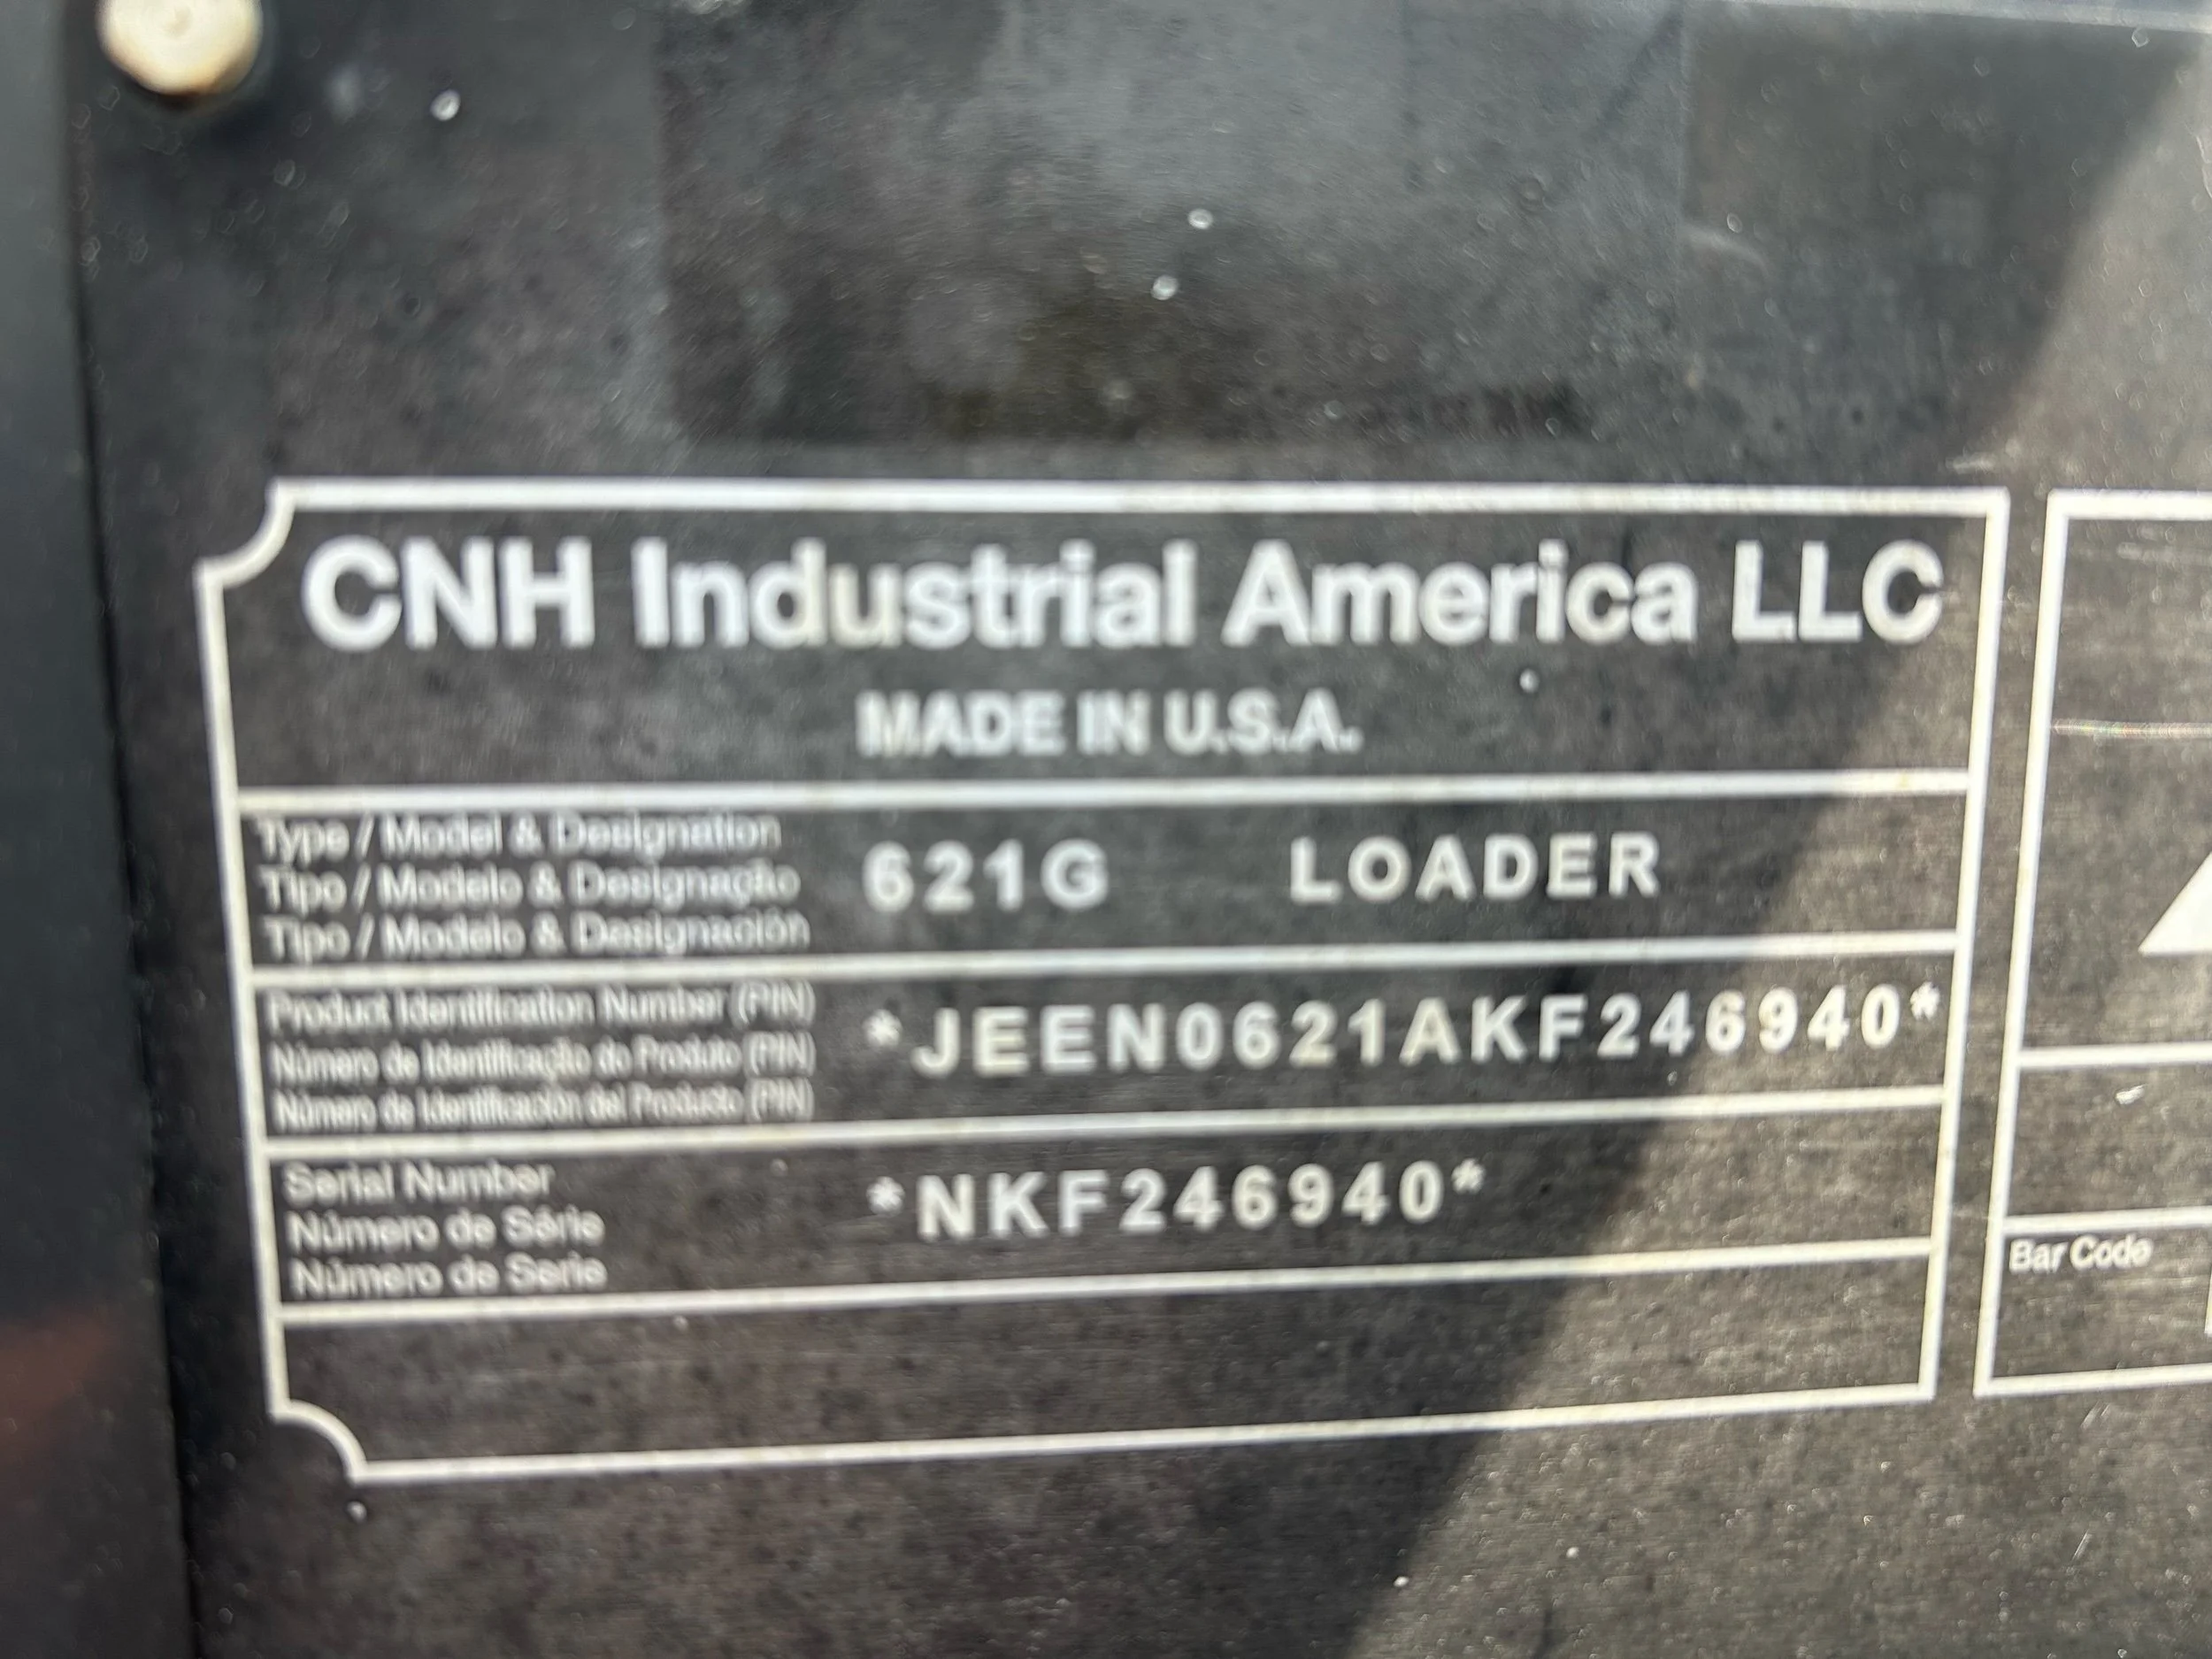 CNH Industrial America LLC
MADE IN U.S.A.
Type / Model & Designation
Tipo / Modelo & Designação
Tipo / Modelo & Designación
621G LOADER
Product Identification Number (PIN)
Número de Identificação do Produto (PIN)
Número de Identificación del Producto (PIN)
*JEEN0621AKF246940*
Serial Number
Número de Série
Número de Serie
*NKF246940*
Bar Code